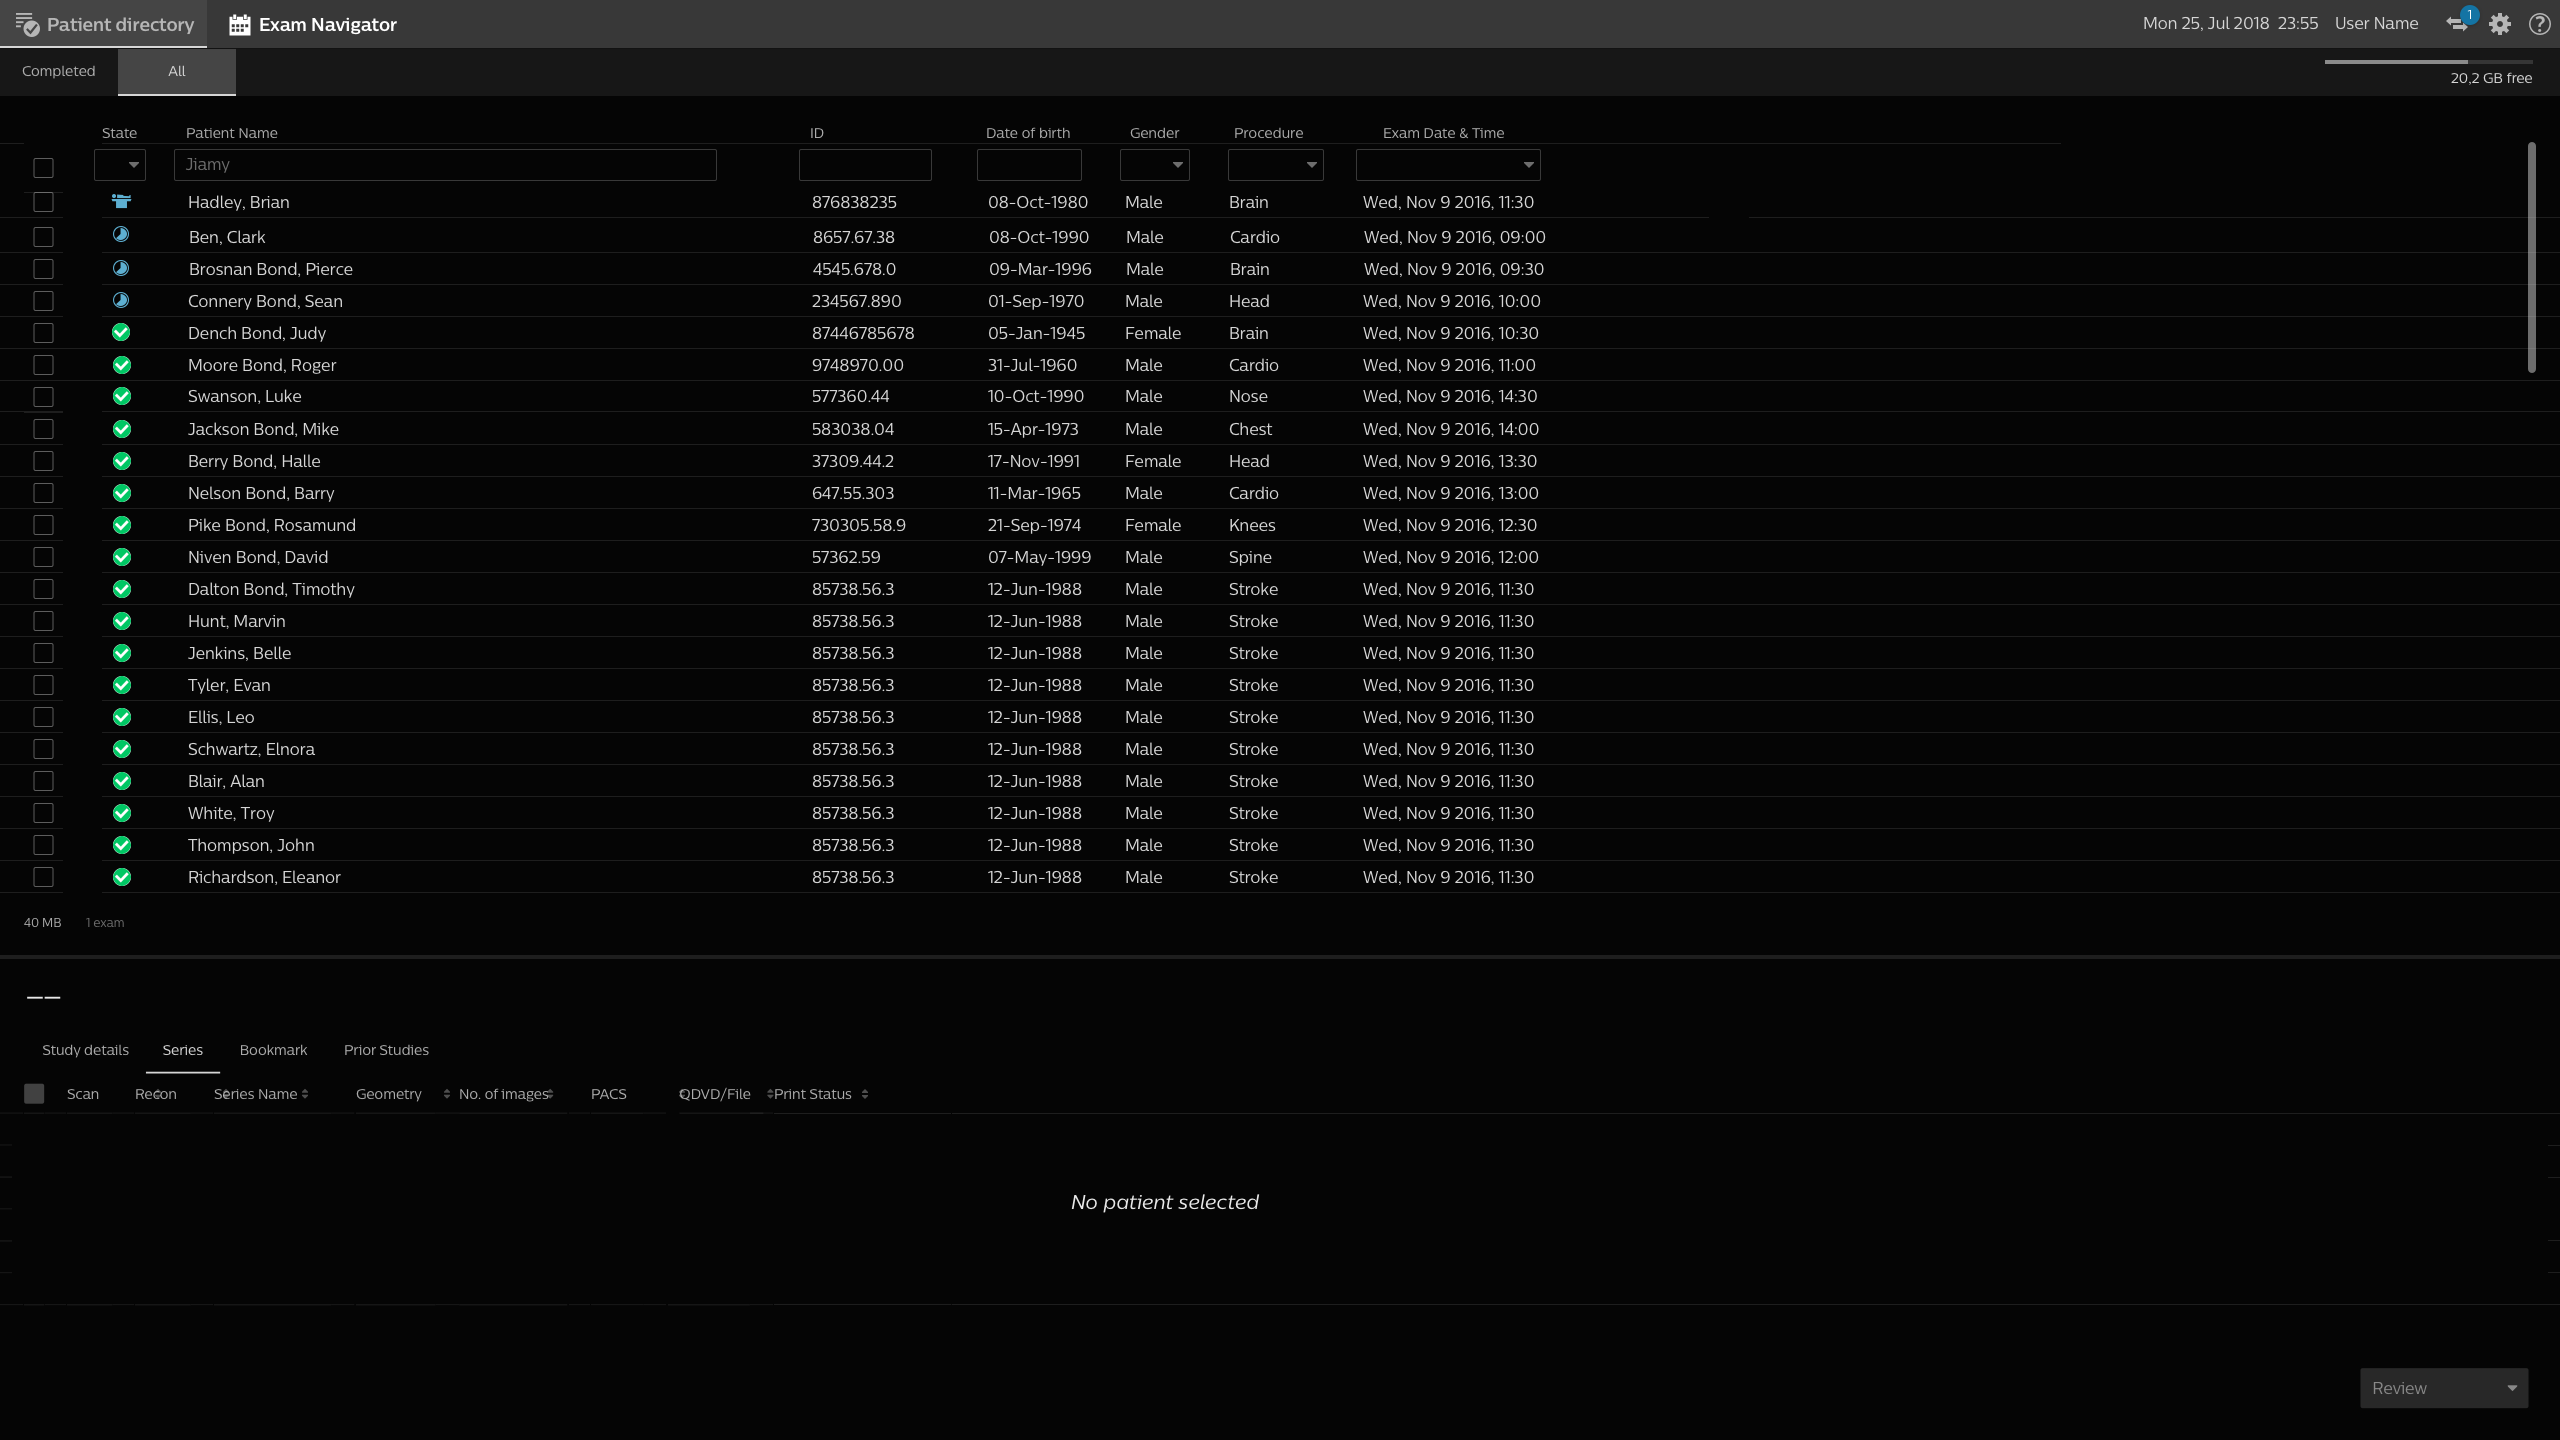 Patient directory Exam Navigator Mon 25, Jul 2018 23:55 User Name 1
Completed All 20,2 GB free
State Patient Name ID Date of birth Gender Procedure Exam Date & Time
Jiamy
Hadley, Brian 876838235 08-Oct-1980 Male Brain Wed, Nov 9 2016, 11:30
Ben, Clark 8657.67.38 08-Oct-1990 Male Cardio Wed, Nov 9 2016, 09:00
Brosnan Bond, Pierce 4545.678.0 09-Mar-1996 Male Brain Wed, Nov 9 2016, 09:30
Connery Bond, Sean 234567.890 01-Sep-1970 Male Head Wed, Nov 9 2016, 10:00
Dench Bond, Judy 87446785678 05-Jan-1945 Female Brain Wed, Nov 9 2016, 10:30
Moore Bond, Roger 9748970.00 31-Jul-1960 Male Cardio Wed, Nov 9 2016, 11:00
Swanson, Luke 577360.44 10-Oct-1990 Male Nose Wed, Nov 9 2016, 14:30
Jackson Bond, Mike 583038.04 15-Apr-1973 Male Chest Wed, Nov 9 2016, 14:00
Berry Bond, Halle 37309.44.2 17-Nov-1991 Female Head Wed, Nov 9 2016, 13:30
Nelson Bond, Barry 647.55.303 11-Mar-1965 Male Cardio Wed, Nov 9 2016, 13:00
Pike Bond, Rosamund 730305.58.9 21-Sep-1974 Female Knees Wed, Nov 9 2016, 12:30
Niven Bond, David 57362.59 07-May-1999 Male Spine Wed, Nov 9 2016, 12:00
Dalton Bond, Timothy 85738.56.3 12-Jun-1988 Male Stroke Wed, Nov 9 2016, 11:30
Hunt, Marvin 85738.56.3 12-Jun-1988 Male Stroke Wed, Nov 9 2016, 11:30
Jenkins, Belle 85738.56.3 12-Jun-1988 Male Stroke Wed, Nov 9 2016, 11:30
Tyler, Evan 85738.56.3 12-Jun-1988 Male Stroke Wed, Nov 9 2016, 11:30
Ellis, Leo 85738.56.3 12-Jun-1988 Male Stroke Wed, Nov 9 2016, 11:30
Schwartz, Elnora 85738.56.3 12-Jun-1988 Male Stroke Wed, Nov 9 2016, 11:30
Blair, Alan 85738.56.3 12-Jun-1988 Male Stroke Wed, Nov 9 2016, 11:30
White, Troy 85738.56.3 12-Jun-1988 Male Stroke Wed, Nov 9 2016, 11:30
Thompson, John 85738.56.3 12-Jun-1988 Male Stroke Wed, Nov 9 2016, 11:30
Richardson, Eleanor 85738.56.3 12-Jun-1988 Male Stroke Wed, Nov 9 2016, 11:30
40 MB 1 exam
——
Study details Series Bookmark Prior Studies
Scan Recon Series Name Geometry No. of images PACS QDVD/File Print Status
No patient selected
Review